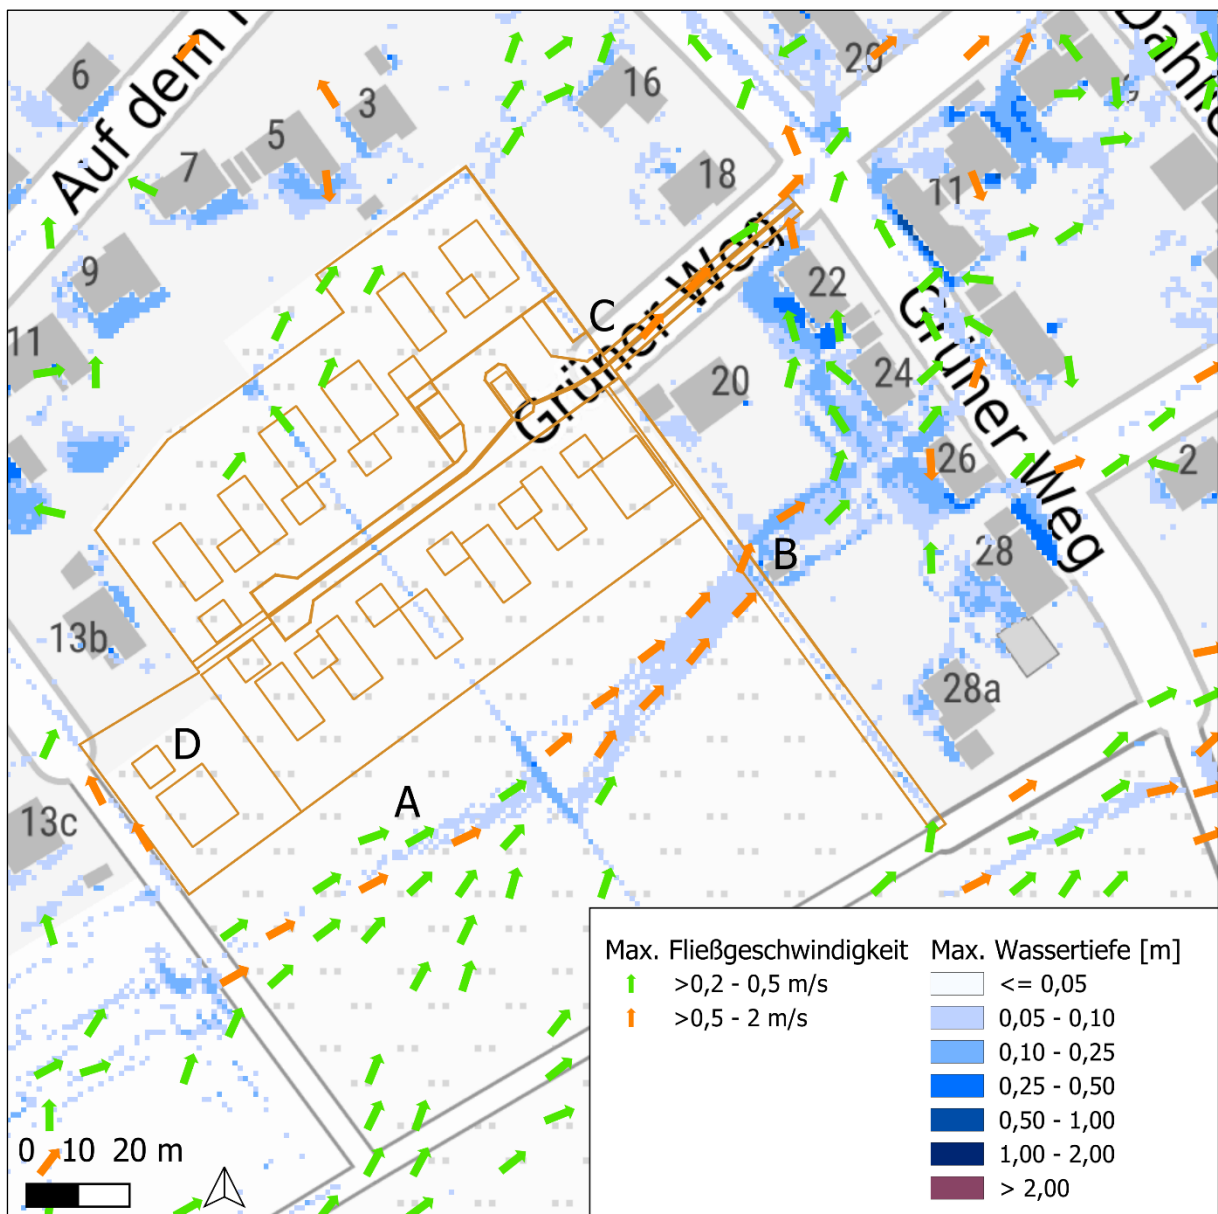 Auf dem
6
3
5
7
9
11
13b
13c
16
18
20
20
22
24
26
28
28a
2
11
9
Grüner Weg
Grüner Weg
A
B
C
D
Max. Fließgeschwindigkeit
>0,2 - 0,5 m/s
>0,5 - 2 m/s
Max. Wassertiefe [m]
<= 0,05
0,05 - 0,10
0,10 - 0,25
0,25 - 0,50
0,50 - 1,00
1,00 - 2,00
> 2,00
0 10 20 m